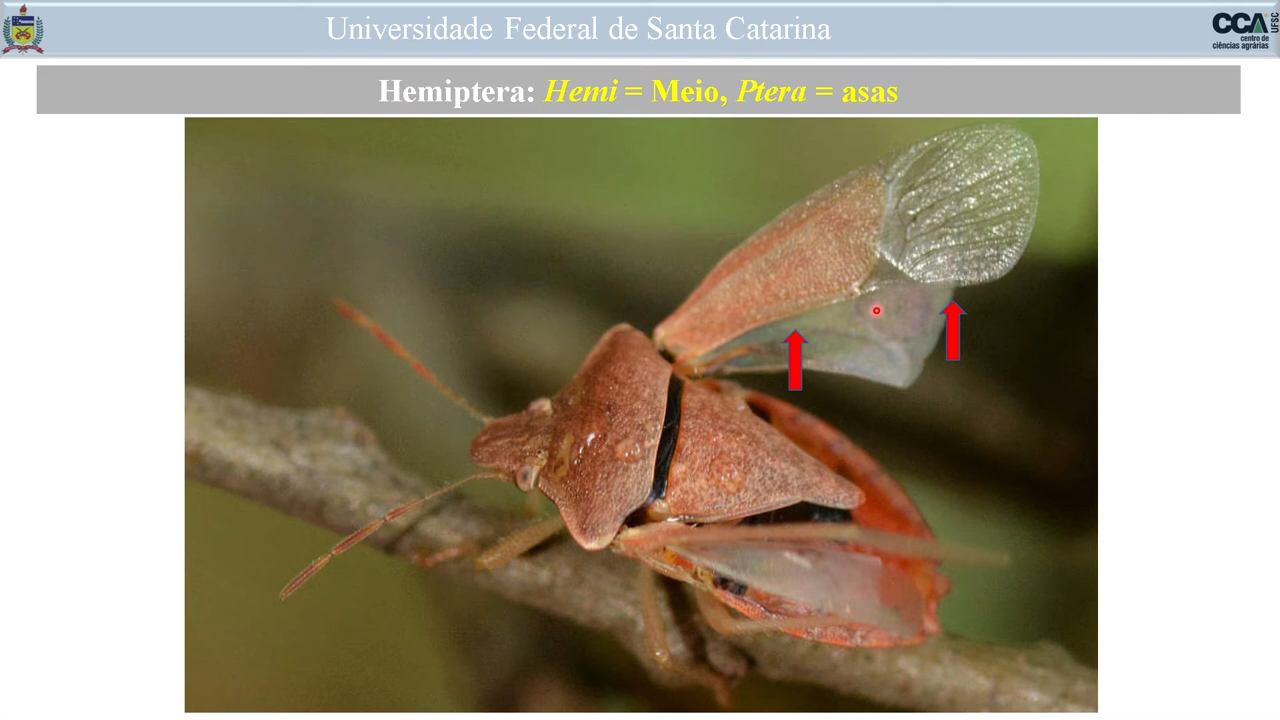 Universidade Federal de Santa Catarina
CCA UFSC
centro de
ciências agrárias
Hemiptera: Hemi = Meio, Ptera = asas